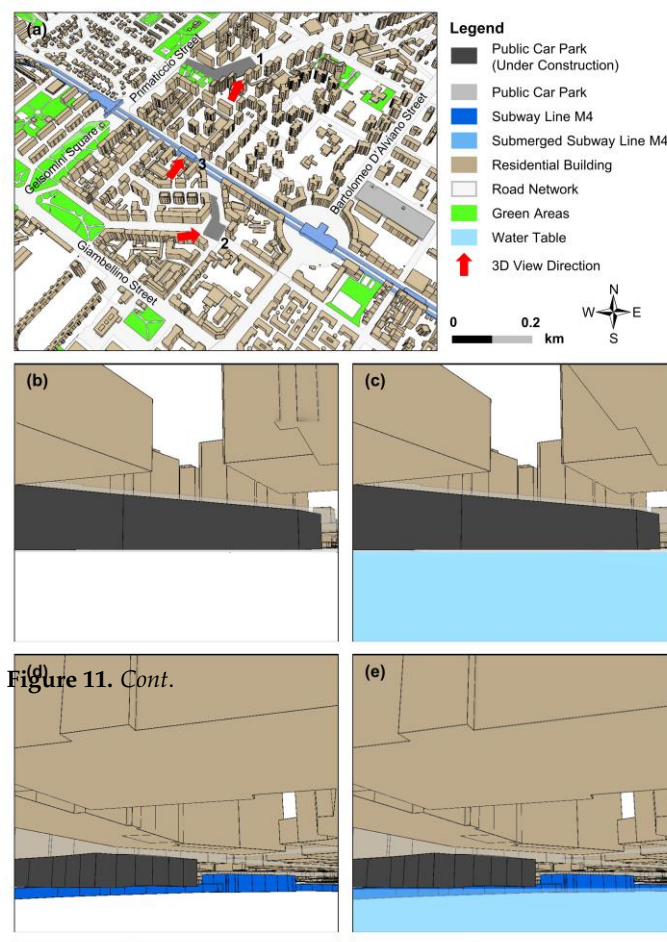 (a)
Primaticcio Street
1
Gelsomini Square
3
Bartolomeo D'Alviano Street
2
Giambellino Street
Legend
Public Car Park
(Under Construction)
Public Car Park
Subway Line M4
Submerged Subway Line M4
Residential Building
Road Network
Green Areas
Water Table
3D View Direction
0 0.2
km
N
W E
S
(b)
(c)
(d)
Figure 11. Cont.
(e)